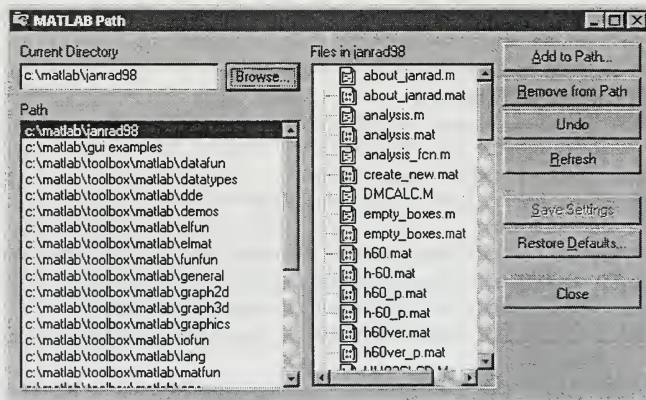 MATLAB Path
Current Directory
c:\matlab\janrad98
Browse...
Path
c:\matlab\janrad98
c:\matlab\gui examples
c:\matlab\toolbox\matlab\datafun
c:\matlab\toolbox\matlab\datatypes
c:\matlab\toolbox\matlab\dde
c:\matlab\toolbox\matlab\demos
c:\matlab\toolbox\matlab\elfun
c:\matlab\toolbox\matlab\elmat
c:\matlab\toolbox\matlab\funfun
c:\matlab\toolbox\matlab\general
c:\matlab\toolbox\matlab\graph2d
c:\matlab\toolbox\matlab\graph3d
c:\matlab\toolbox\matlab\graphics
c:\matlab\toolbox\matlab\iofun
c:\matlab\toolbox\matlab\lang
c:\matlab\toolbox\matlab\matfun
Files in janrad98
about_janrad.m
about_janrad.mat
analysis.m
analysis.mat
analysis_fcn.m
create_new.mat
DMCALC.M
empty_boxes.m
empty_boxes.mat
h60.mat
h-60.mat
h60_p.mat
h-60_p.mat
h60ver.mat
h60ver_p.mat
Add to Path...
Remove from Path
Undo
Refresh
Save Settings
Restore Defaults...
Close